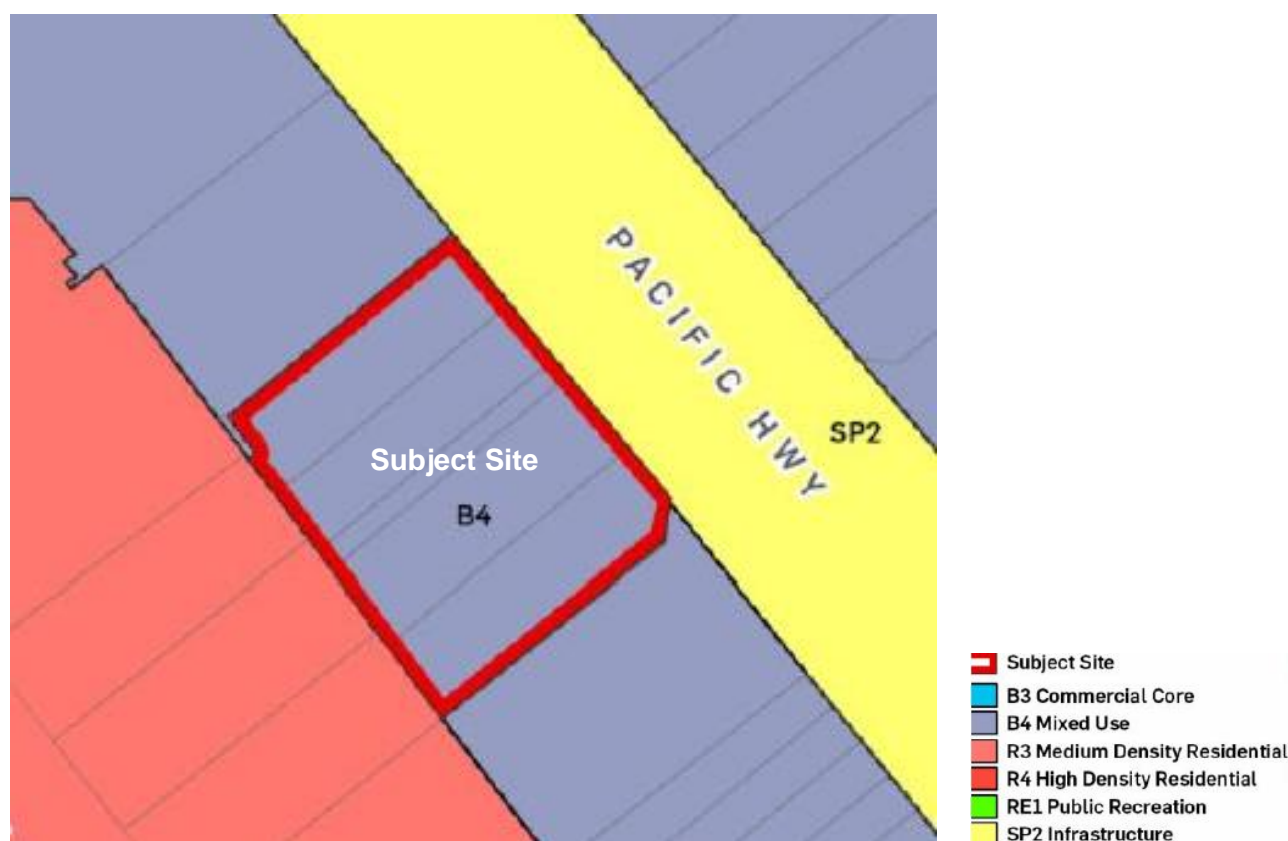 PACIFIC HWY
SP2
Subject Site
B4
Subject Site
B3 Commercial Core
B4 Mixed Use
R3 Medium Density Residential
R4 High Density Residential
RE1 Public Recreation
SP2 Infrastructure